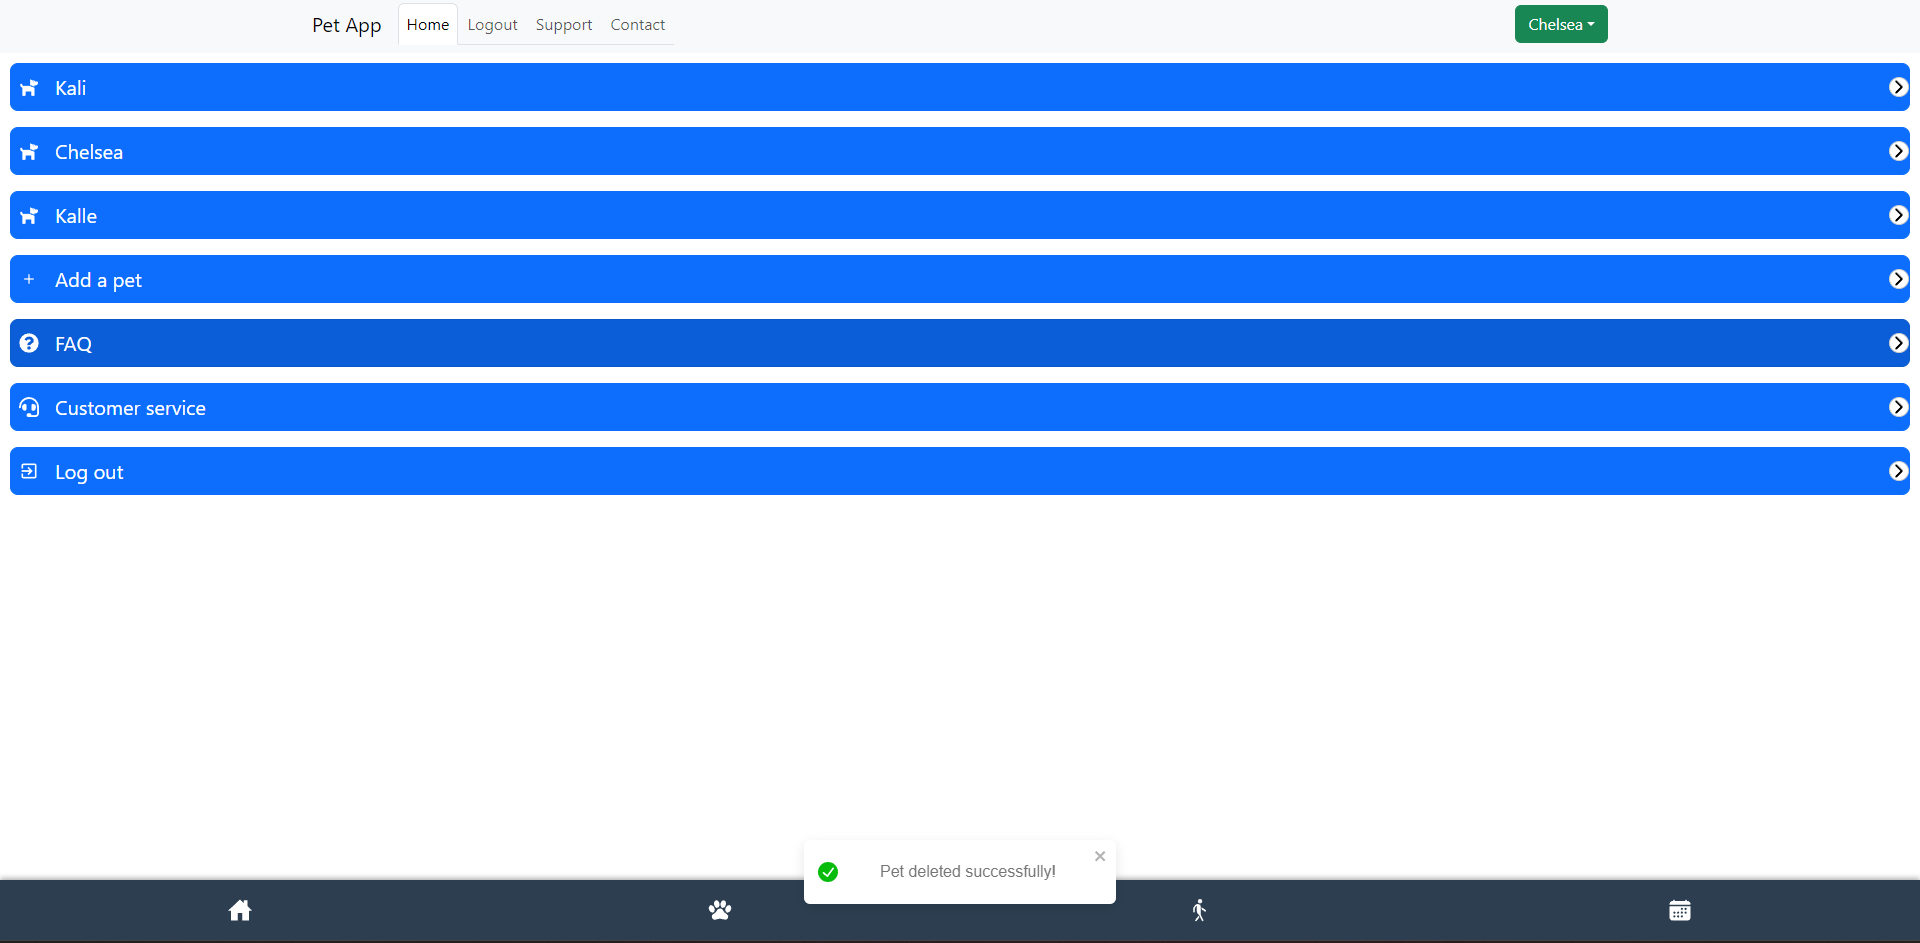 Pet App Home Logout Support Contact Chelsea
Kali
Chelsea
Kalle
Add a pet
FAQ
Customer service
Log out
Pet deleted successfully!